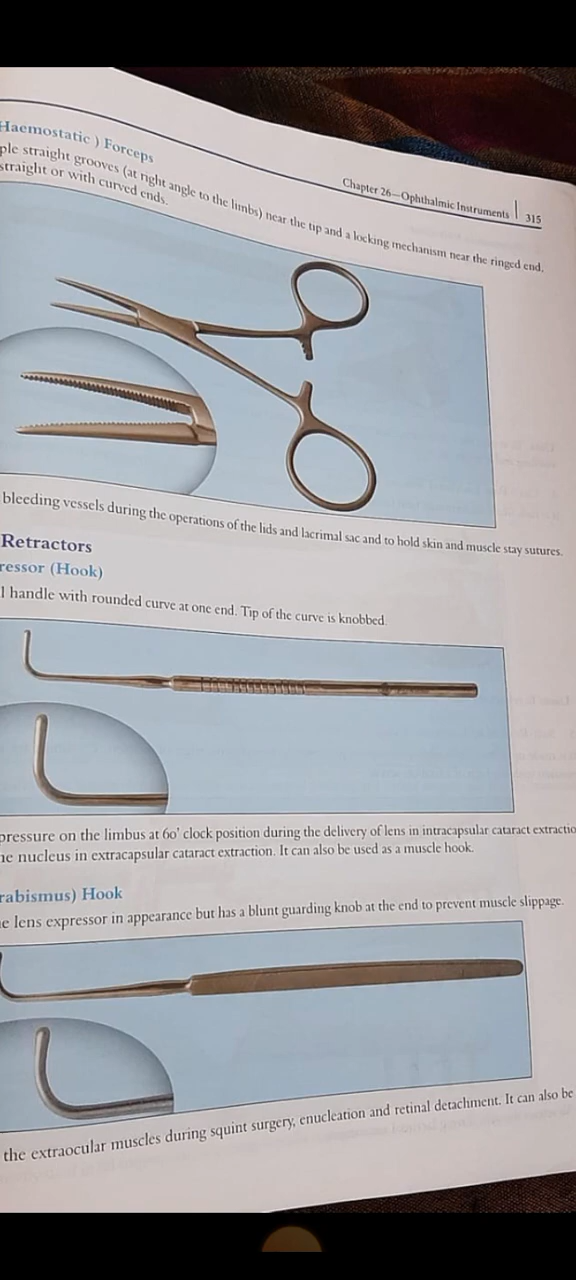 Chapter 26—Ophthalmic Instruments | 315
Haemostatic ) Forceps
ple straight grooves (at right angle to the limbs) near the tip and a locking mechanism near the ringed end.
straight or with curved ends.
bleeding vessels during the operations of the lids and lacrimal sac and to hold skin and muscle stay sutures.
Retractors
ressor (Hook)
l handle with rounded curve at one end. Tip of the curve is knobbed
pressure on the limbus at 6o' clock position during the delivery of lens in intracapsular cataract extractio
he nucleus in extracapsular cataract extraction. It can also be used as a muscle hook.
rabismus) Hook
e lens expressor in appearance but has a blunt guarding knob at the end to prevent muscle slippage.
the extraocular muscles during squint surgery, enucleation and retinal detachment. It can also be